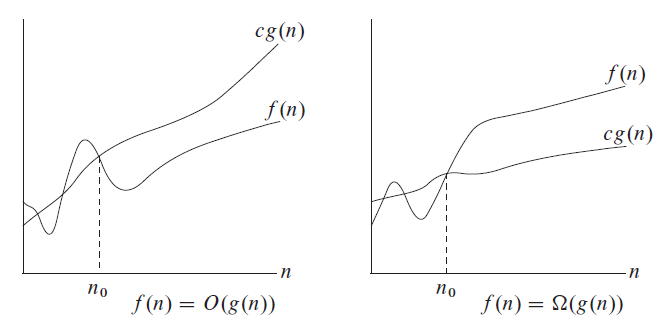 cg(n)
f(n)
n
n₀
f(n) = O(g(n))
f(n)
cg(n)
n
n₀
f(n) = Ω(g(n))